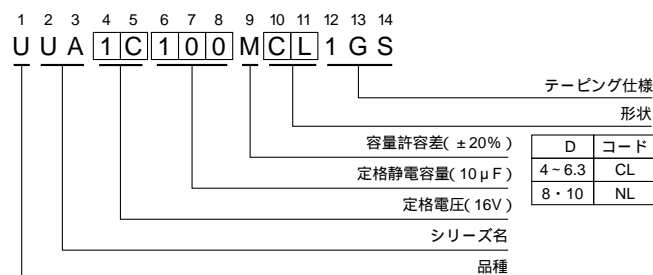 1 2 3 4 5 6 7 8 9 10 11 12 13 14
U U A 1 C 1 0 0 M C L 1 G S
テーピング仕様
形状
容量許容差( ±20%)
定格静電容量( 10μF)
定格電圧( 16V)
シリーズ名
品種
D コード
4~6.3 CL
8・10 NL